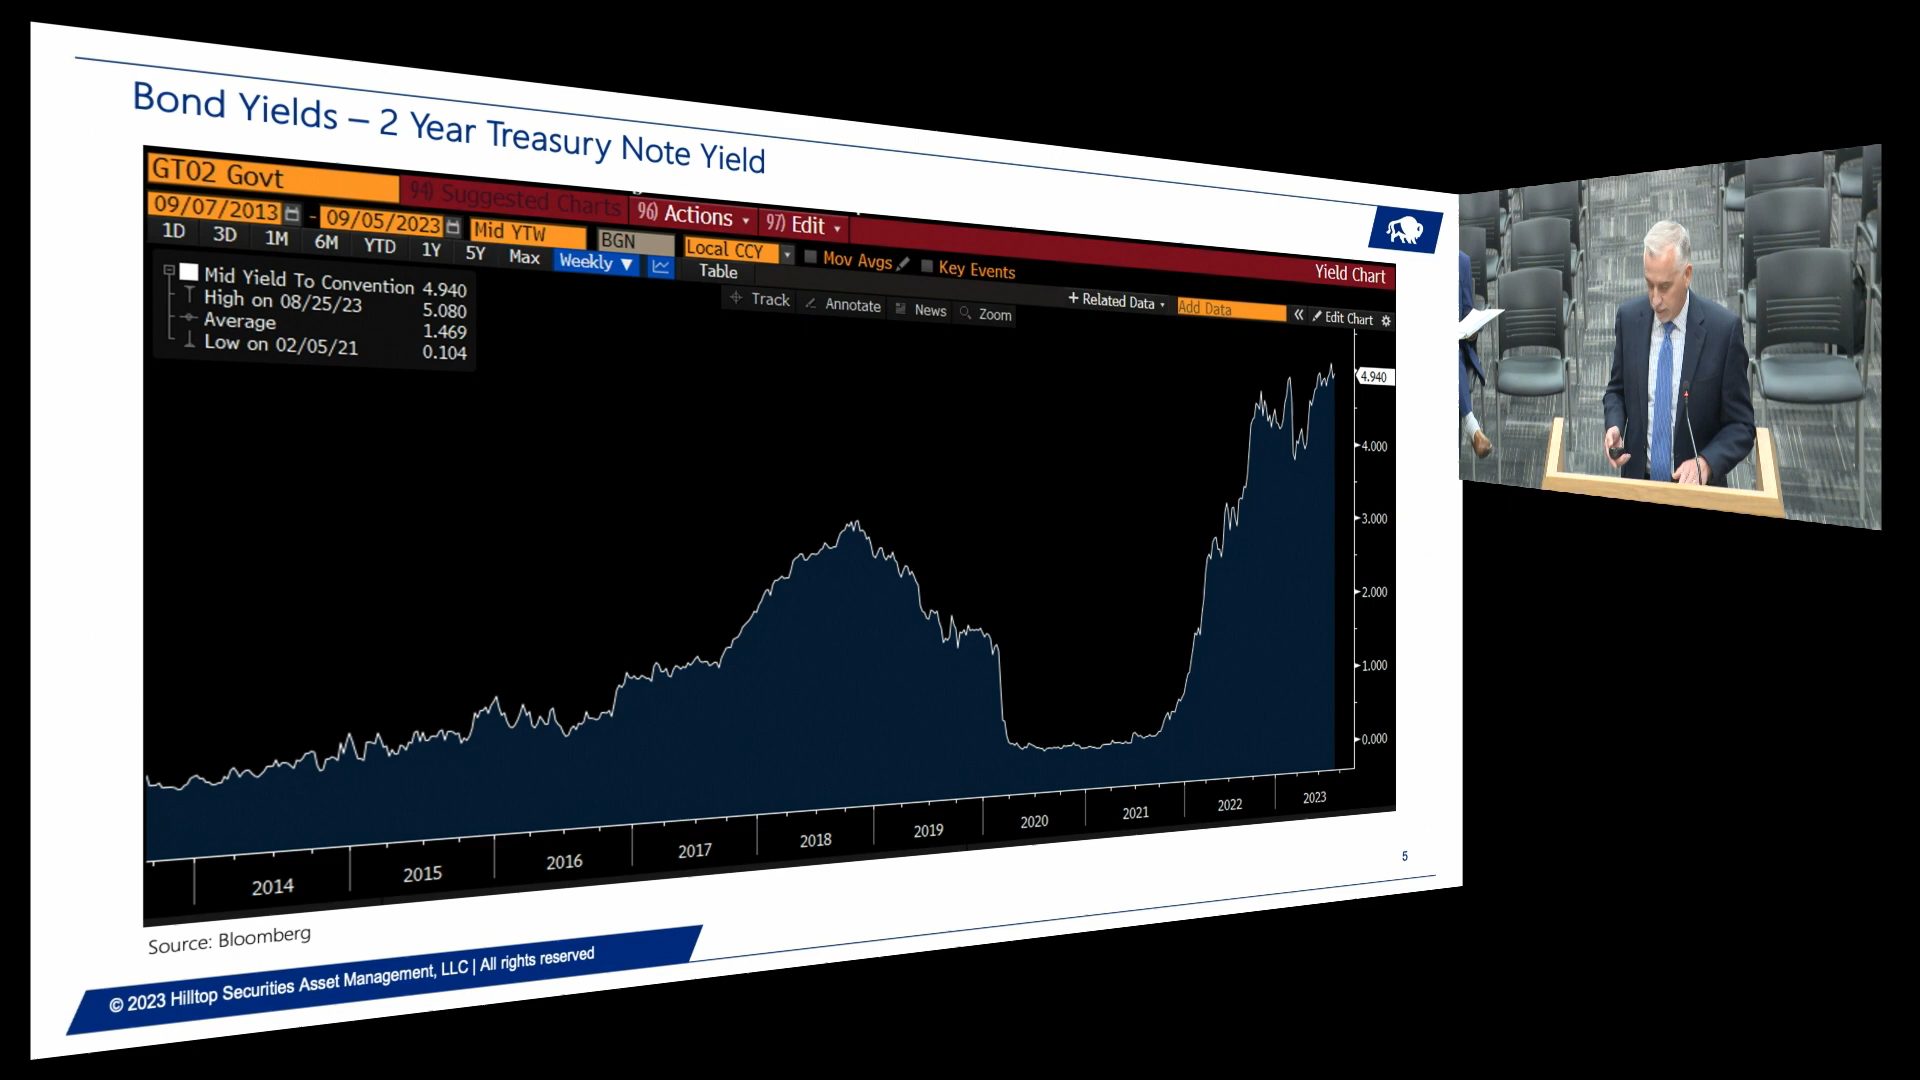 Bond Yields – 2 Year Treasury Note Yield
GT02 Govt
94) Suggested Charts
96) Actions
97) Edit
Yield Chart
09/07/2013 - 09/05/2023
Mid YTW
BGN
Local CCY
Mov Avgs
Key Events
1D 3D 1M 6M YTD 1Y 5Y Max Weekly ▼
Table
+ Related Data
Add Data
« Edit Chart
Track
Annotate
News
Zoom
Mid Yield To Convention 4.940
High on 08/25/23 5.080
Average 1.469
Low on 02/05/21 0.104
4.940
4.000
3.000
2.000
1.000
0.000
2014 2015 2016 2017 2018 2019 2020 2021 2022 2023
5
Source: Bloomberg
© 2023 Hilltop Securities Asset Management, LLC | All rights reserved